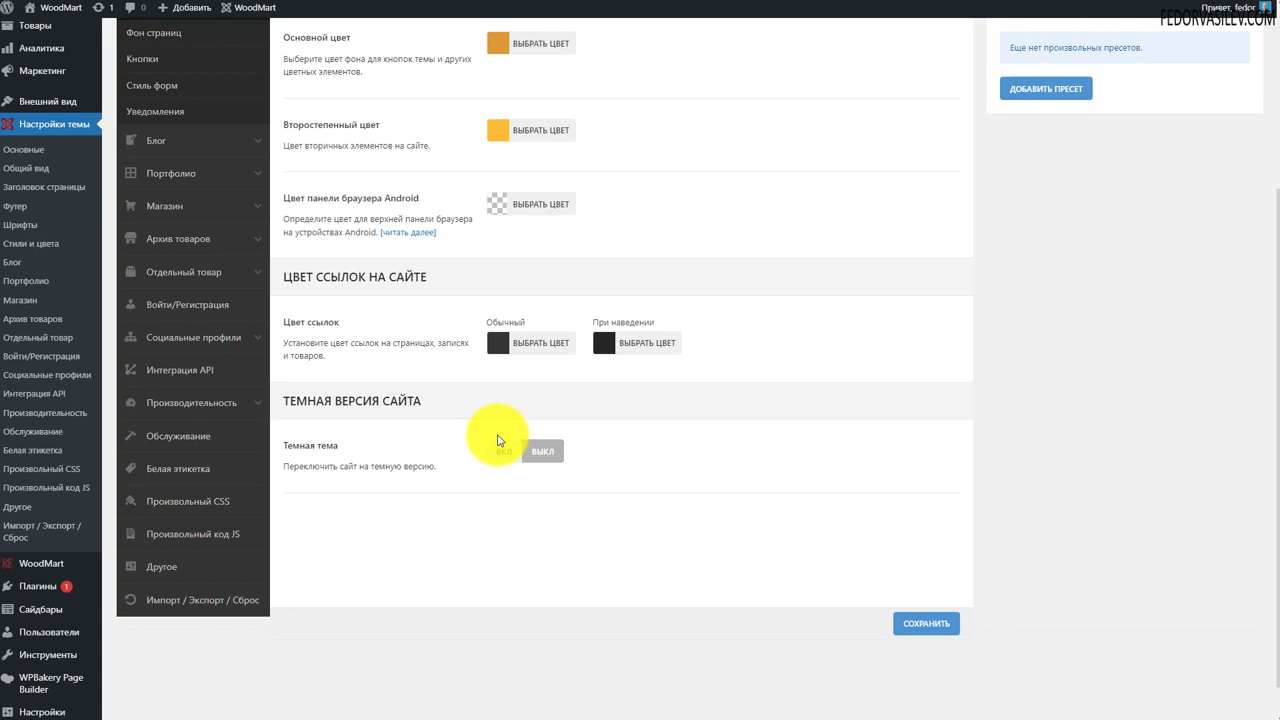 WoodMart
1
0
Добавить
WoodMart
Привет, fedor
FEDORVASILEV.COM
Товары
Аналитика
Маркетинг
Внешний вид
Настройки темы
Основные
Общий вид
Заголовок страницы
Футер
Шрифты
Стили и цвета
Блог
Портфолио
Магазин
Архив товаров
Отдельный товар
Войти/Регистрация
Социальные профили
Интеграция API
Производительность
Обслуживание
Белая этикетка
Произвольный CSS
Произвольный код JS
Другое
Импорт / Экспорт /
Сброс
WoodMart
Плагины 1
Сайдбары
Пользователи
Инструменты
WPBakery Page
Builder
Настройки
Фон страниц
Кнопки
Стиль форм
Уведомления
Блог
Портфолио
Магазин
Архив товаров
Отдельный товар
Войти/Регистрация
Социальные профили
Интеграция API
Производительность
Обслуживание
Белая этикетка
Произвольный CSS
Произвольный код JS
Другое
Импорт / Экспорт / Сброс
Основной цвет
Выберите цвет фона для кнопок темы и других
цветных элементов.
ВЫБРАТЬ ЦВЕТ
Второстепенный цвет
Цвет вторичных элементов на сайте.
ВЫБРАТЬ ЦВЕТ
Цвет панели браузера Android
Определите цвет для верхней панели браузера
на устройствах Android. [читать далее]
ВЫБРАТЬ ЦВЕТ
ЦВЕТ ССЫЛОК НА САЙТЕ
Цвет ссылок
Установите цвет ссылок на страницах, записях
и товаров.
Обычный
ВЫБРАТЬ ЦВЕТ
При наведении
ВЫБРАТЬ ЦВЕТ
ТЕМНАЯ ВЕРСИЯ САЙТА
Темная тема
Переключить сайт на темную версию.
ВКЛ
ВЫКЛ
СОХРАНИТЬ
Еще нет произвольных пресетов.
ДОБАВИТЬ ПРЕСЕТ